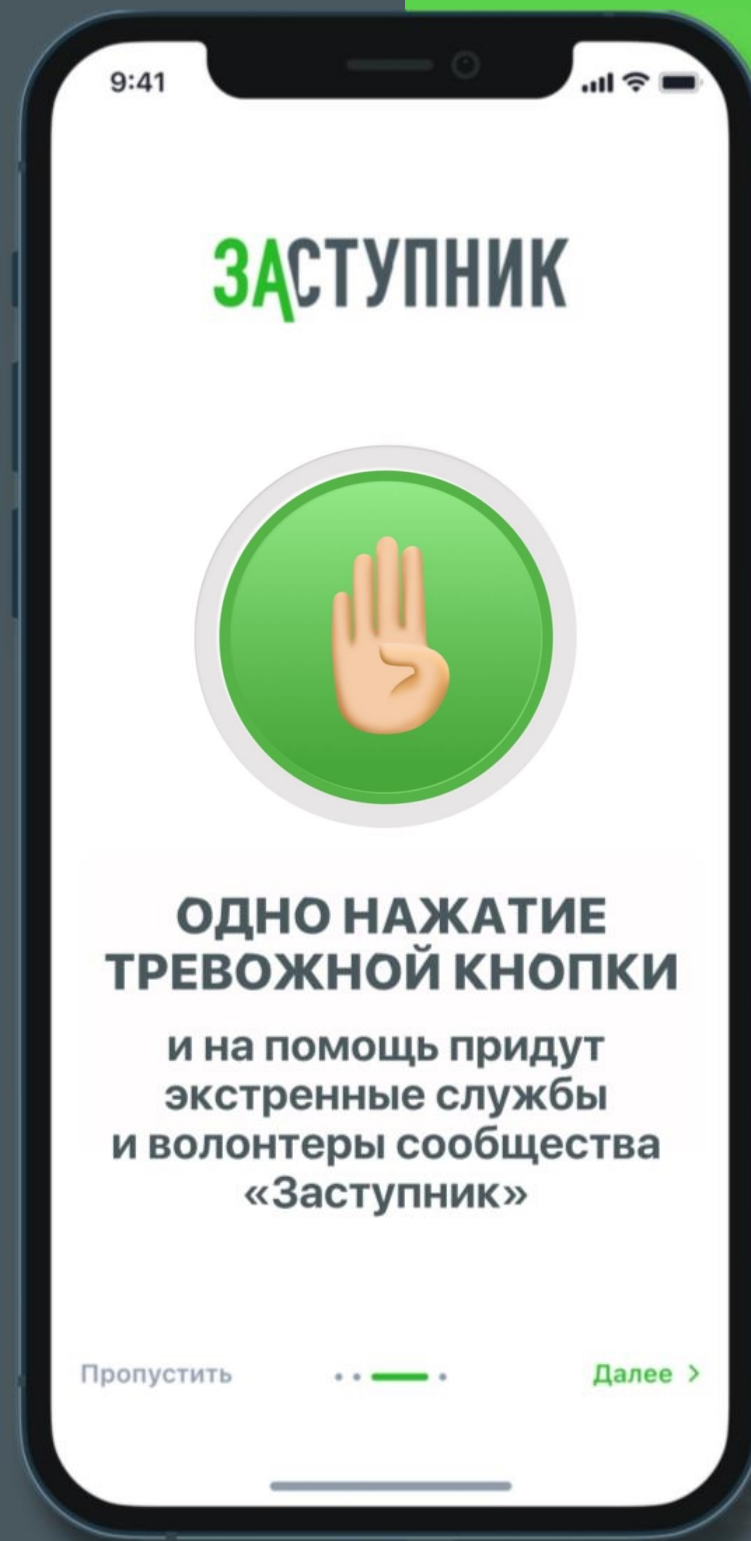 9:41
ЗАСТУПНИК
ОДНО НАЖАТИЕ
ТРЕВОЖНОЙ КНОПКИ
и на помощь придут
экстренные службы
и волонтеры сообщества
«Заступник»
Пропустить
Далее >